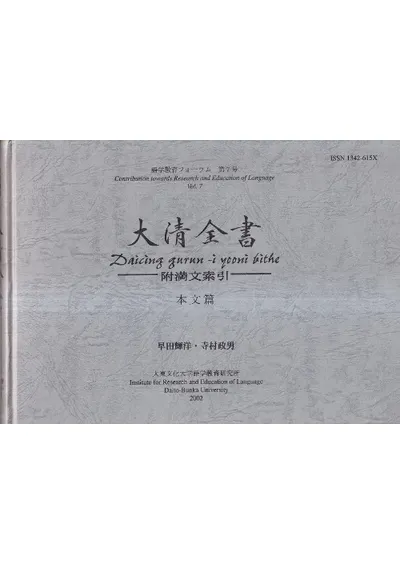 ISSN 1342-615X
語学教育フォーラム 第7号
Contribution towards Research and Education of Language
Vol. 7
大清全書
Daicing gurun -i yooni bithe
附満文索引
本文篇
早田輝洋・寺村政男
大東文化大学語学教育研究所
Institute for Research and Education of Language
Daito-Bunka University
2002